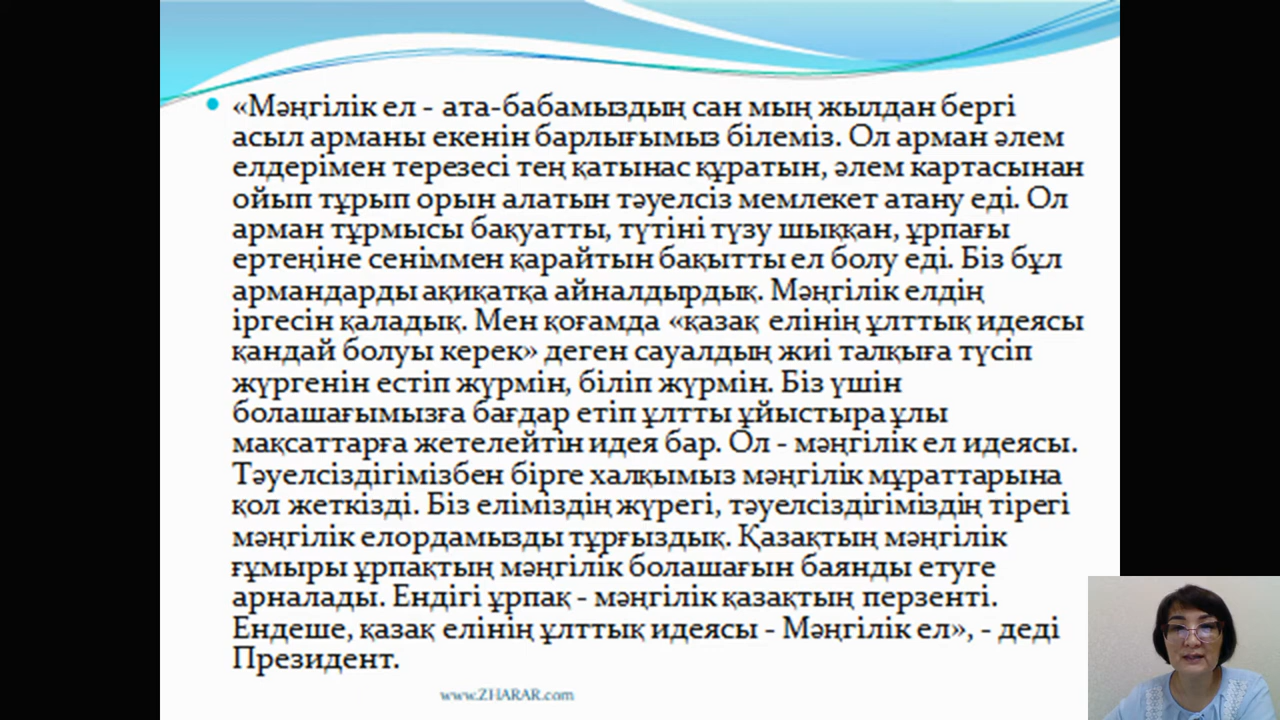 «Мәңгілік ел - ата-бабамыздың сан мың жылдан бергі
асыл арманы екенін барлығымыз білеміз. Ол арман әлем
елдерімен терезесі тең қатынас құратын, әлем картасынан
ойып тұрып орын алатын тәуелсіз мемлекет атану еді. Ол
арман тұрмысы бақуатты, түтіні түзу шыққан, ұрпағы
ертеңіне сеніммен қарайтын бақытты ел болу еді. Біз бұл
армандарды ақиқатқа айналдырдық. Мәңгілік елдің
іргесін қаладық. Мен қоғамда «қазақ елінің ұлттық идеясы
қандай болуы керек» деген сауалдың жиі талқыға түсіп
жүргенін естіп жүрмін, біліп жүрмін. Біз үшін
болашағымызға бағдар етіп ұлтты ұйыстыра ұлы
мақсаттарға жетелейтін идея бар. Ол - мәңгілік ел идеясы.
Тәуелсіздігімізбен бірге халқымыз мәңгілік мұраттарына
қол жеткізді. Біз еліміздің жүрегі, тәуелсіздігіміздің тірегі
мәңгілік елордамызды тұрғыздық. Қазақтың мәңгілік
ғұмыры ұрпақтың мәңгілік болашағын баянды етуге
арналады. Ендігі ұрпақ - мәңгілік қазақтың перзенті.
Ендеше, қазақ елінің ұлттық идеясы - Мәңгілік ел», - деді
Президент.
www.ZHARAR.com